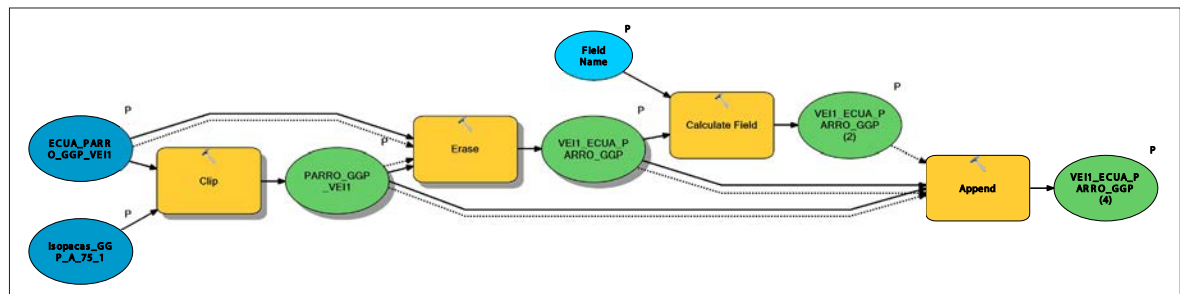 P
Field
Name
P
ECUA_PARR
O_GGP_VEI1
Clip
P
Isopacas_GG
P_A_75_1
PARRO_GGP
_VEI1
P
Erase
VEI1_ECUA_P
ARRO_GGP
P
Calculate Field
VEI1_ECUA_P
ARRO_GGP
(2)
P
Append
VEI1_ECUA_P
ARRO_GGP
(4)
P